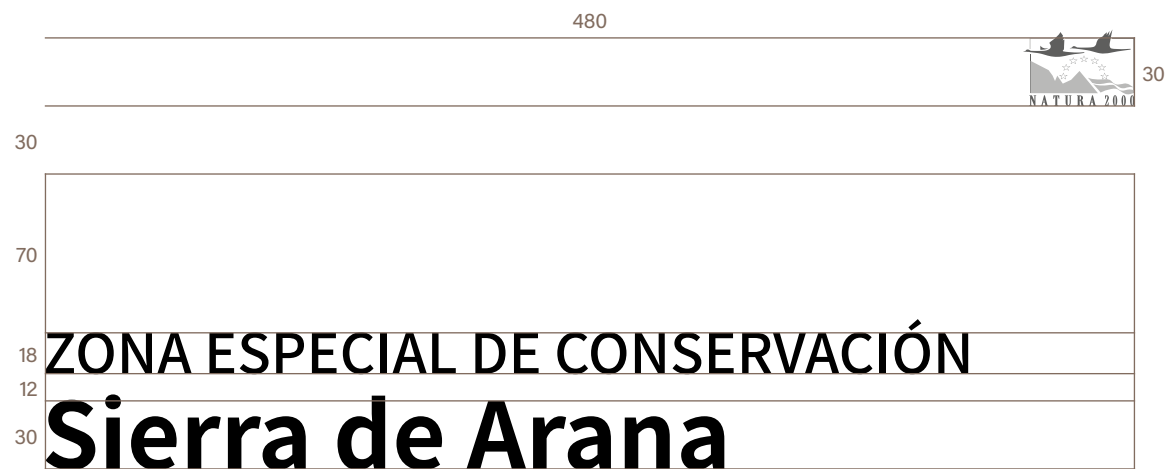 480
30
NATURA 2000
30
70
ZONA ESPECIAL DE CONSERVACIÓN
18
12
Sierra de Arana
30